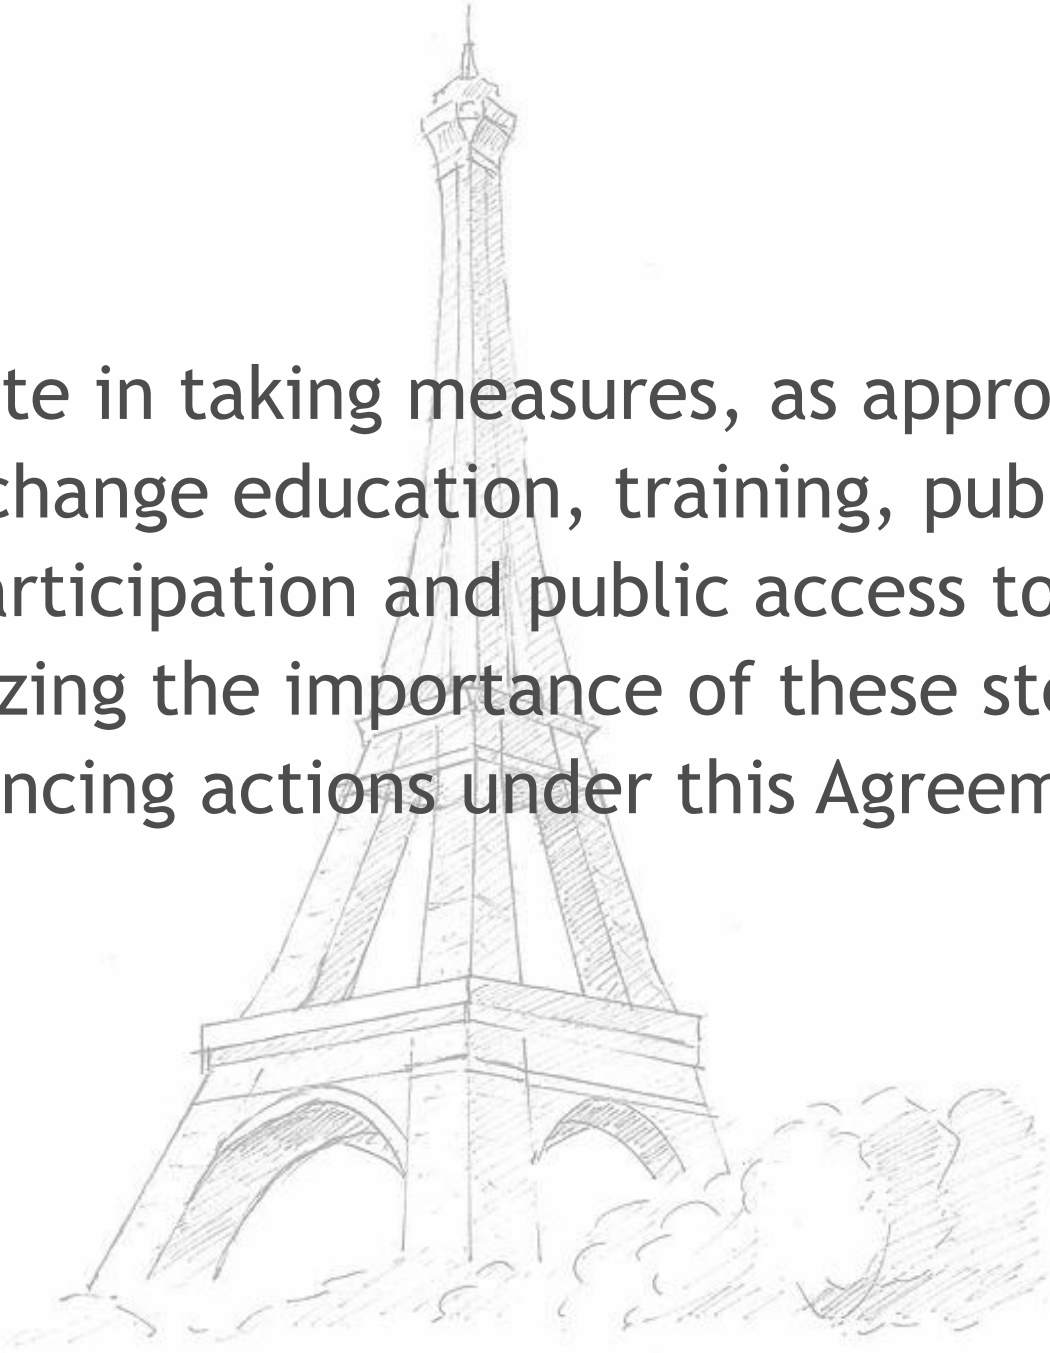 te in taking measures, as appro
change education, training, pub
articipation and public access to
zing the importance of these ste
ncing actions under this Agreem